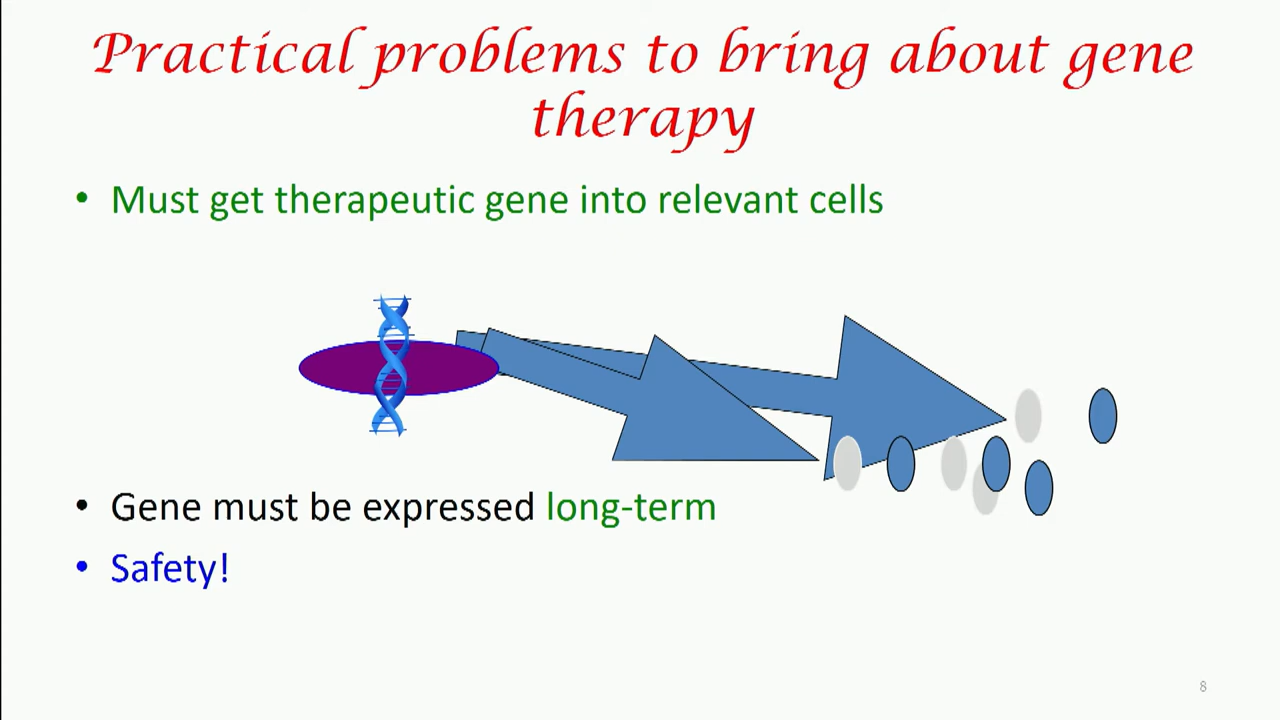 Practical problems to bring about gene
therapy
• Must get therapeutic gene into relevant cells
• Gene must be expressed long-term
• Safety!
8